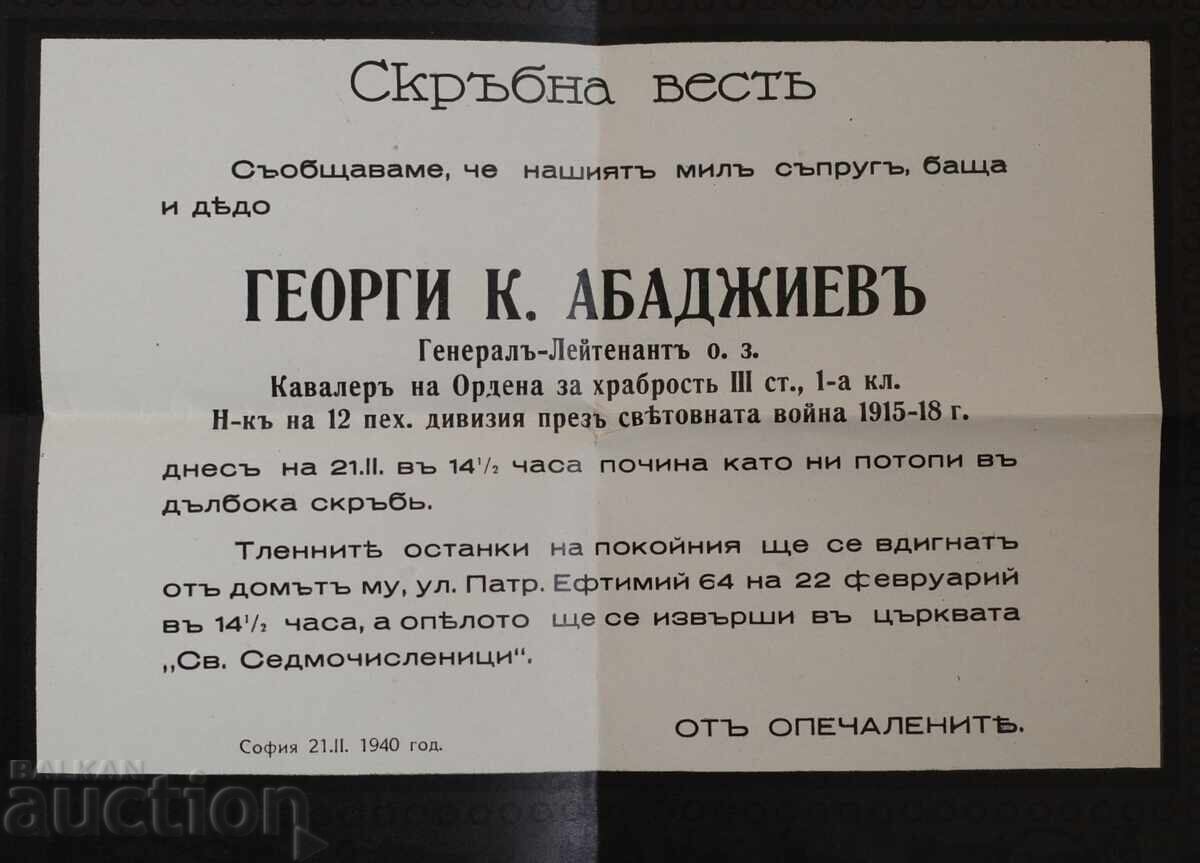 Скръбна весть
Съобщаваме, че нашиятъ милъ съпругъ, баща
и дѣдо
ГЕОРГИ К. АБАДЖИЕВЪ
Генералъ-Лейтенантъ о. з.
Кавалеръ на Ордена за храбрость III ст., 1-а кл.
Н-къ на 12 пех. дивизия презъ свѣтовната война 1915-18 г.
днесъ на 21.II. въ 14¹/₂ часа почина като ни потопи въ
дълбока скръбь.
Тленнитѣ останки на покойния ще се вдигнатъ
отъ домътъ му, ул. Патр. Ефтимий 64 на 22 февруарий
въ 14¹/₂ часа, а опѣлото ще се извърши въ църквата
„Св. Седмочисленици".
ОТЪ ОПЕЧАЛЕНИТѢ.
София 21.II. 1940 год.
BALKAN
auction